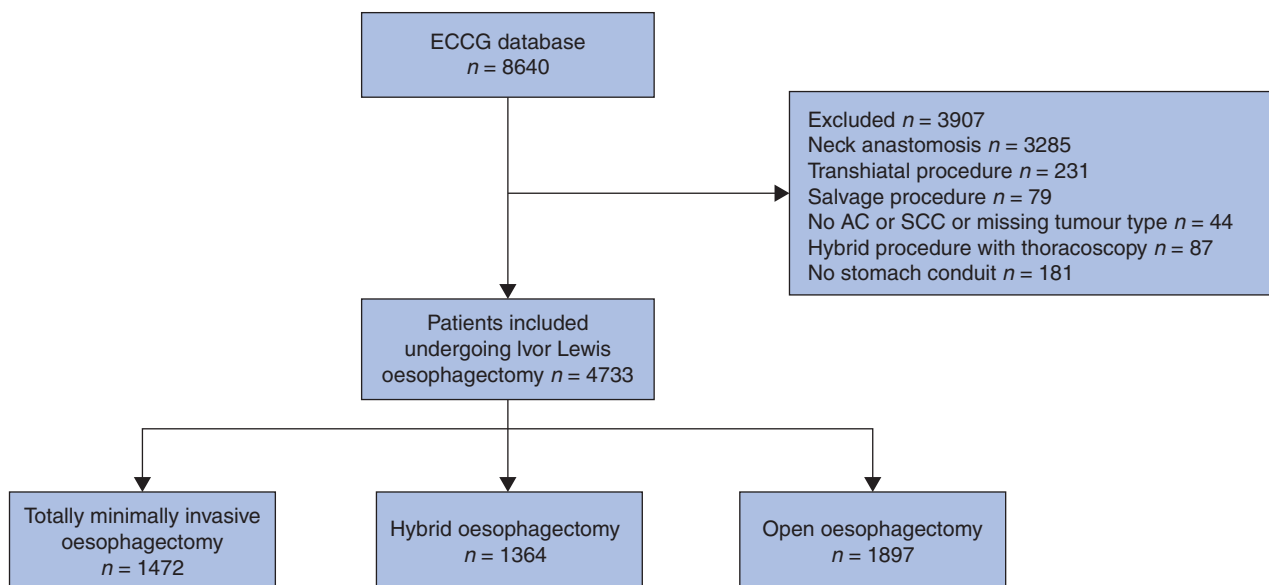 ECCG database
n = 8640
Excluded n = 3907
Neck anastomosis n = 3285
Transhiatal procedure n = 231
Salvage procedure n = 79
No AC or SCC or missing tumour type n = 44
Hybrid procedure with thoracoscopy n = 87
No stomach conduit n = 181
Patients included
undergoing Ivor Lewis
oesophagectomy n = 4733
Totally minimally invasive
oesophagectomy
n = 1472
Hybrid oesophagectomy
n = 1364
Open oesophagectomy
n = 1897